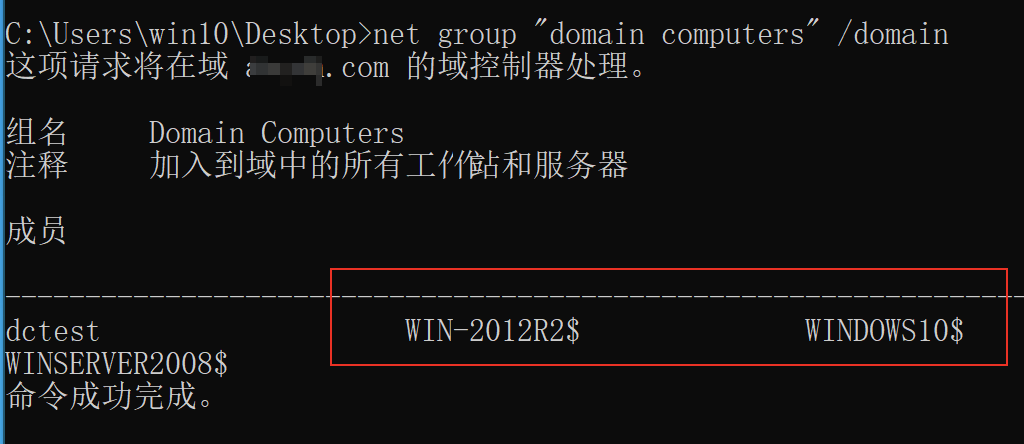 C:\Users\win10\Desktop>net group "domain computers" /domain
这项请求将在域 a.com 的域控制器处理。
组名 Domain Computers
注释 加入到域中的所有工作站和服务器
成员
-------------------------------------------------------------------------------
dctest WIN-2012R2$ WINDOWS10$
WINSERVER2008$
命令成功完成。